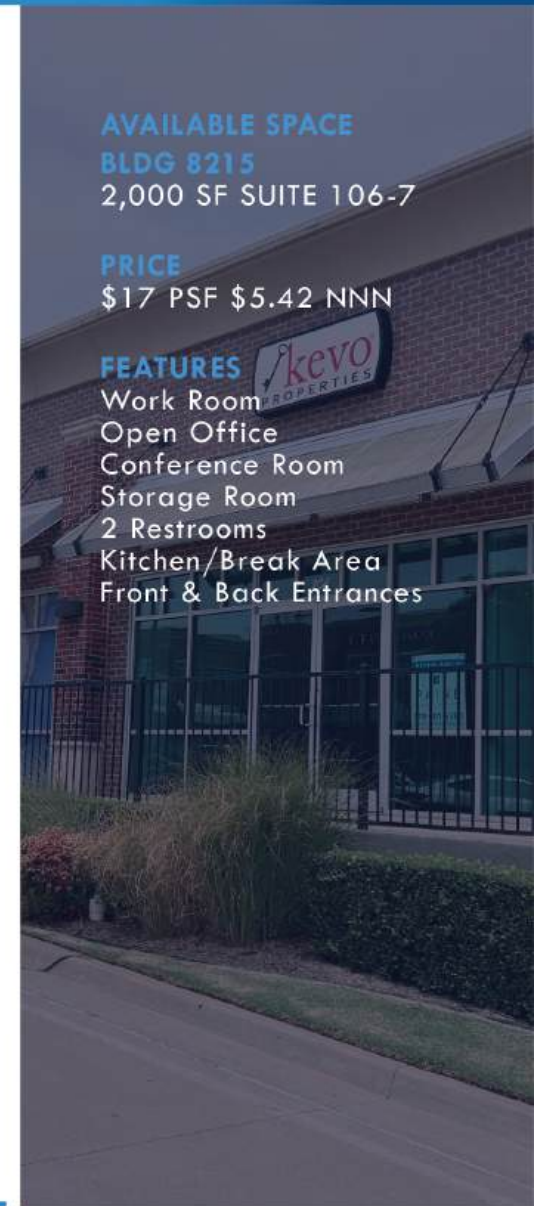 AVAILABLE SPACE
BLDG 8215
2,000 SF SUITE 106-7
PRICE
$17 PSF $5.42 NNN
FEATURES
kevo
PROPERTIES
Work Room
Open Office
Conference Room
Storage Room
2 Restrooms
Kitchen/Break Area
Front & Back Entrances